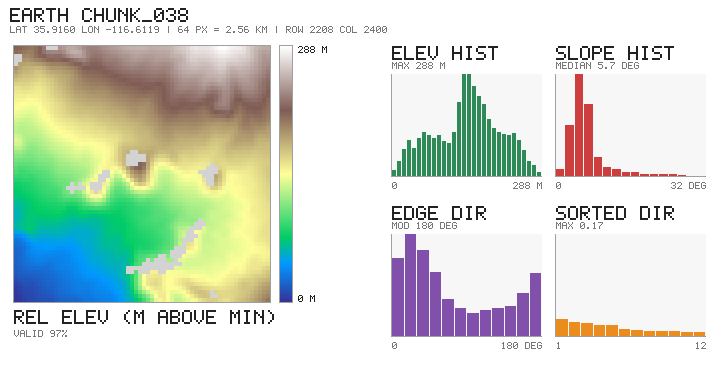 EARTH CHUNK_038
LAT 35.9160 LON -116.6119 | 64 PX = 2.56 KM | ROW 2208 COL 2400
288 M
0 M
REL ELEV (M ABOVE MIN)
VALID 97%
ELEV HIST
MAX 288 M
0 288 M
SLOPE HIST
MEDIAN 5.7 DEG
0 32 DEG
EDGE DIR
MOD 180 DEG
0 180 DEG
SORTED DIR
MAX 0.17
1 12